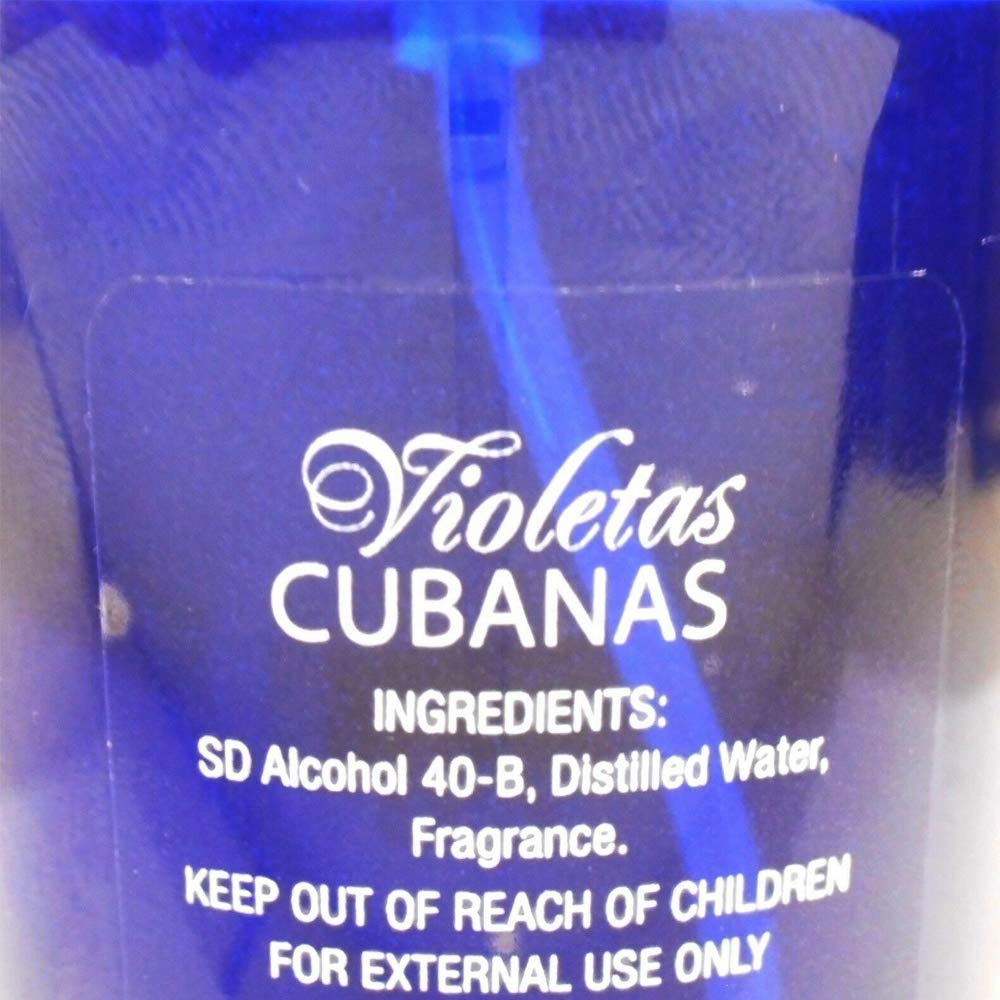 Violetas
CUBANAS
INGREDIENTS:
SD Alcohol 40-B, Distilled Water,
Fragrance.
KEEP OUT OF REACH OF CHILDREN
FOR EXTERNAL USE ONLY